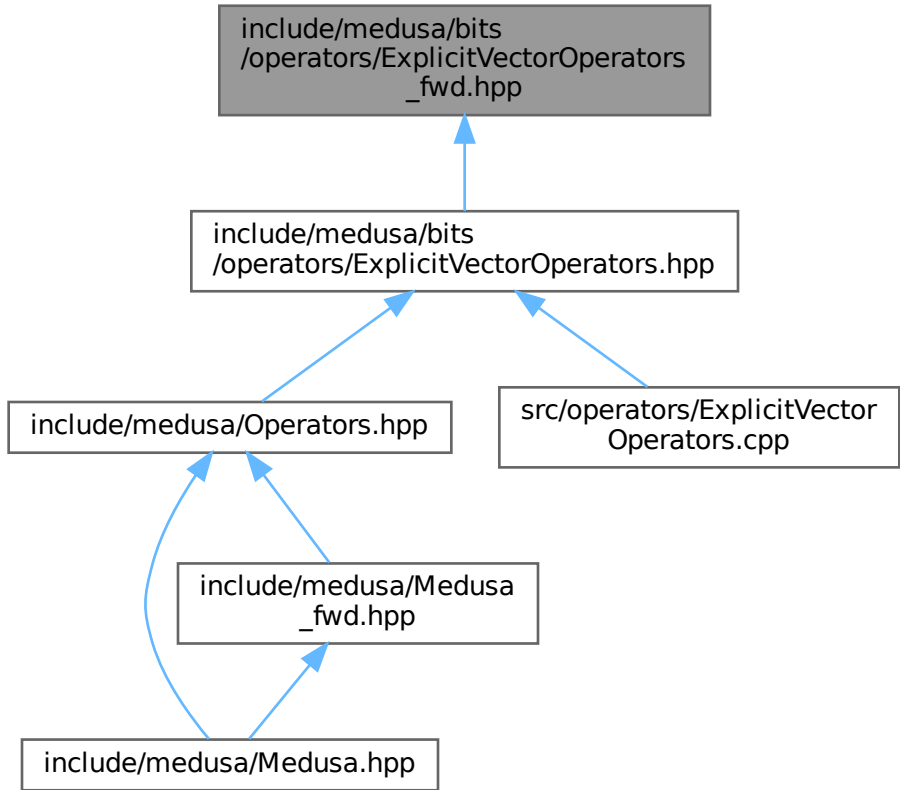 include/medusa/bits
/operators/ExplicitVectorOperators
_fwd.hpp
include/medusa/bits
/operators/ExplicitVectorOperators.hpp
include/medusa/Operators.hpp
src/operators/ExplicitVector
Operators.cpp
include/medusa/Medusa
_fwd.hpp
include/medusa/Medusa.hpp